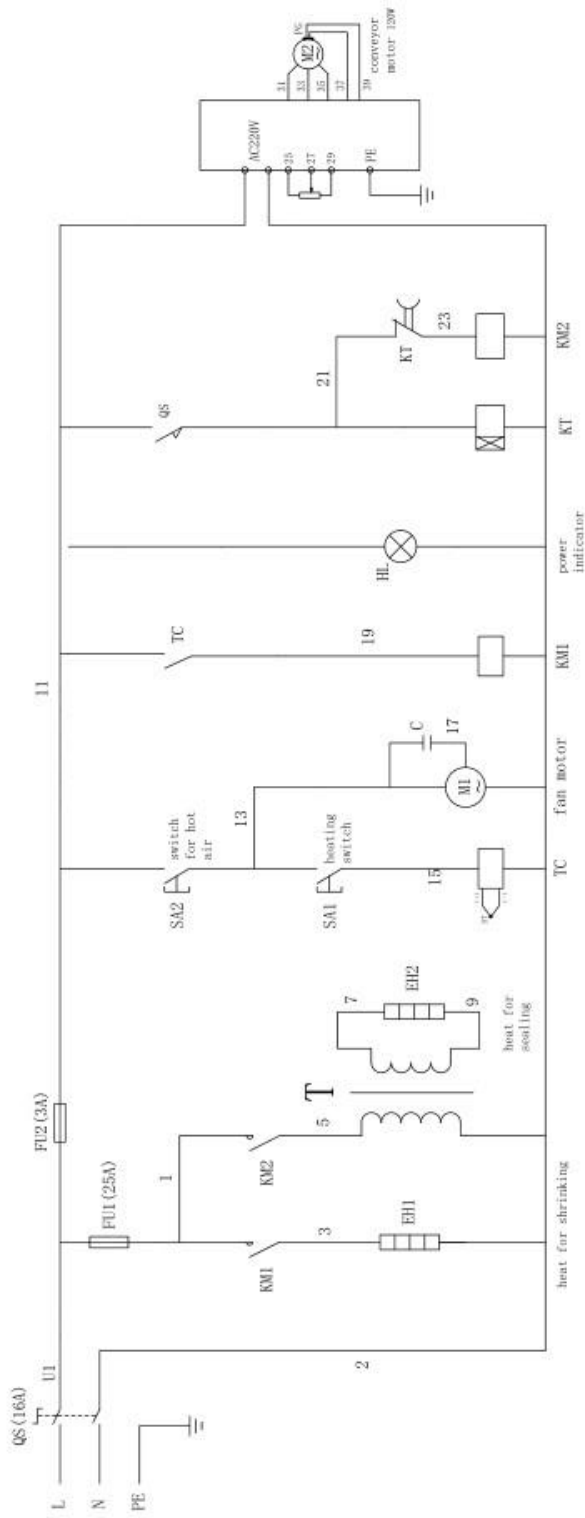 L
N
PE
QS(16A)
U1
2
FU1(25A)
FU2(3A)
1
KM1
KM2
3
5
EH1
T
7
EH2
9
heat for
sealing
heat for shrinking
11
SA2
switch
for hot
air
13
SA1
heating
switch
15
TC
C
17
M1
~
fan motor
TC
19
KM1
HL
power
indicator
QS
21
KT
23
KT
KM2
AC220V
25
27
29
PE
31
33
35
37
39
M2
~
PG
conveyor
motor 120W